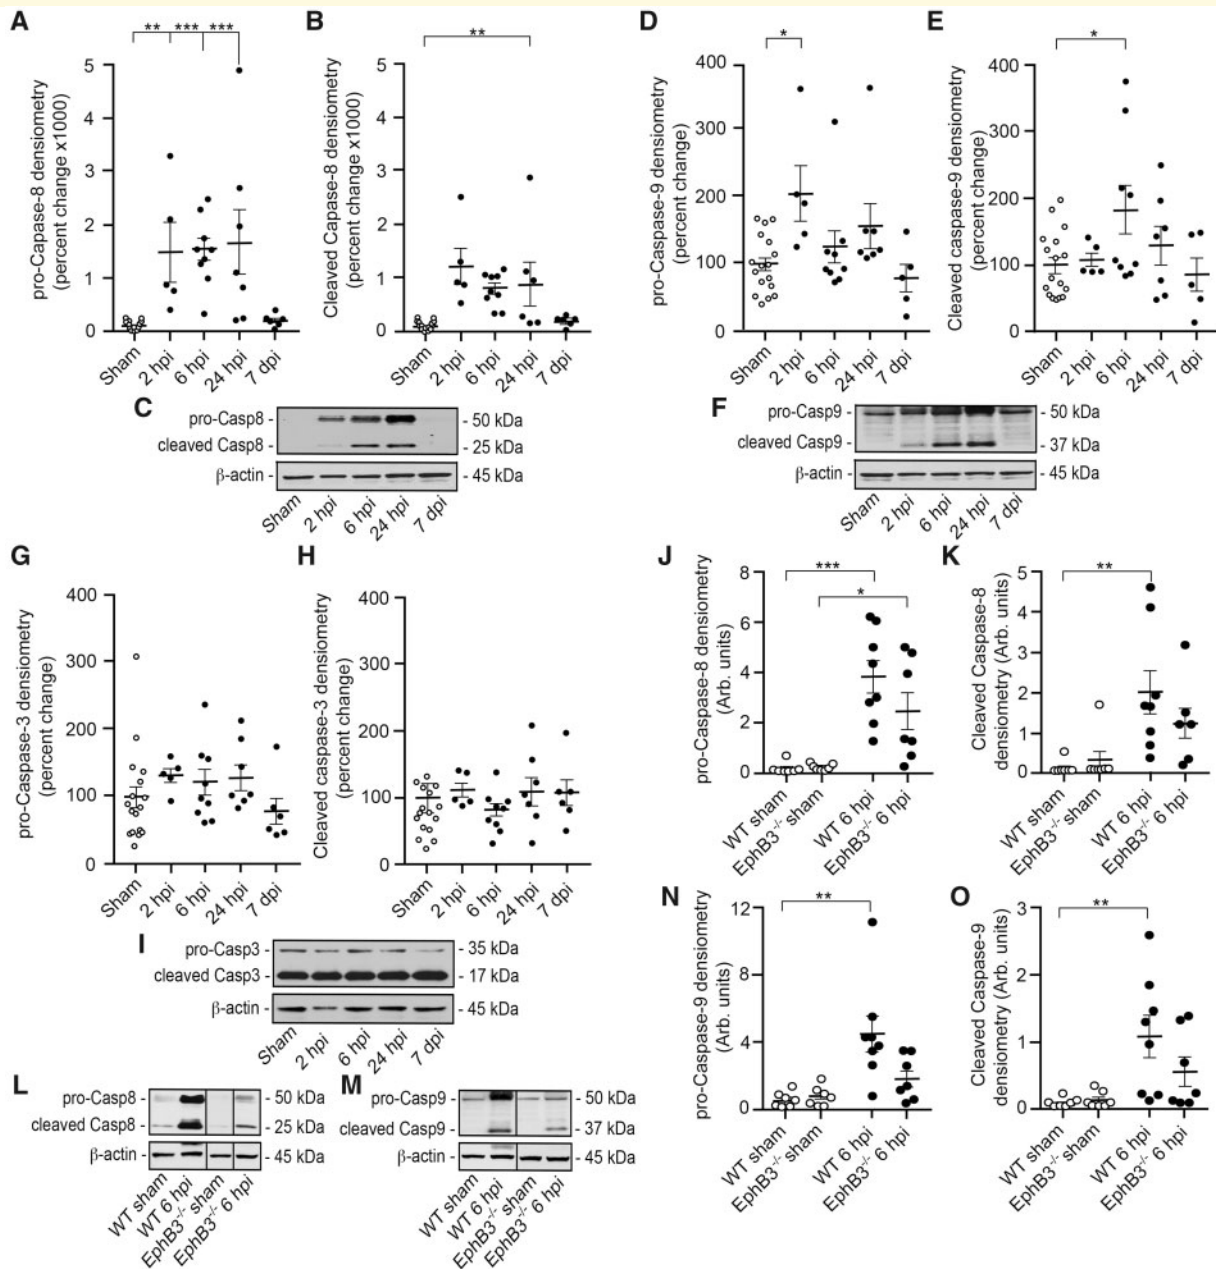 A
** *** ***
pro-Capase-8 densiometry
(percent change x1000)
5
4
3
2
1
0
Sham
2 hpi
6 hpi
24 hpi
7 dpi
B
**
Cleaved Capase-8 densiometry
(percent change x1000)
5
4
3
2
1
0
Sham
2 hpi
6 hpi
24 hpi
7 dpi
C
pro-Casp8 - - 50 kDa
cleaved Casp8 - - 25 kDa
β-actin - - 45 kDa
Sham
2 hpi
6 hpi
24 hpi
7 dpi
D
*
pro-Caspase-9 densiometry
(percent change)
400
300
200
100
0
Sham
2 hpi
6 hpi
24 hpi
7 dpi
E
*
Cleaved caspase-9 densiometry
(percent change)
400
300
200
100
0
Sham
2 hpi
6 hpi
24 hpi
7 dpi
F
pro-Casp9 - - 50 kDa
cleaved Casp9 - - 37 kDa
β-actin - - 45 kDa
Sham
2 hpi
6 hpi
24 hpi
7 dpi
G
pro-Caspase-3 densiometry
(percent change)
400
300
200
100
0
Sham
2 hpi
6 hpi
24 hpi
7 dpi
H
Cleaved caspase-3 densiometry
(percent change)
400
300
200
100
0
Sham
2 hpi
6 hpi
24 hpi
7 dpi
I
pro-Casp3 - - 35 kDa
cleaved Casp3 - - 17 kDa
β-actin - - 45 kDa
Sham
2 hpi
6 hpi
24 hpi
7 dpi
J
***
*
pro-Caspase-8 densiometry
(Arb. units)
8
6
4
2
0
WT sham
EphB3⁻/⁻ sham
WT 6 hpi
EphB3⁻/⁻ 6 hpi
K
**
Cleaved Caspase-8
densiometry (Arb. units)
5
4
3
2
1
0
WT sham
EphB3⁻/⁻ sham
WT 6 hpi
EphB3⁻/⁻ 6 hpi
L
pro-Casp8 - - 50 kDa
cleaved Casp8 - - 25 kDa
β-actin - - 45 kDa
WT sham
WT 6 hpi
EphB3⁻/⁻ sham
EphB3⁻/⁻ 6 hpi
M
pro-Casp9 - - 50 kDa
cleaved Casp9 - - 37 kDa
β-actin - - 45 kDa
WT sham
WT 6 hpi
EphB3⁻/⁻ sham
EphB3⁻/⁻ 6 hpi
N
**
pro-Caspase-9 densiometry
(Arb. units)
12
8
4
0
WT sham
EphB3⁻/⁻ sham
WT 6 hpi
EphB3⁻/⁻ 6 hpi
O
**
Cleaved Caspase-9
densiometry (Arb. units)
3
2
1
0
WT sham
EphB3⁻/⁻ sham
WT 6 hpi
EphB3⁻/⁻ 6 hpi